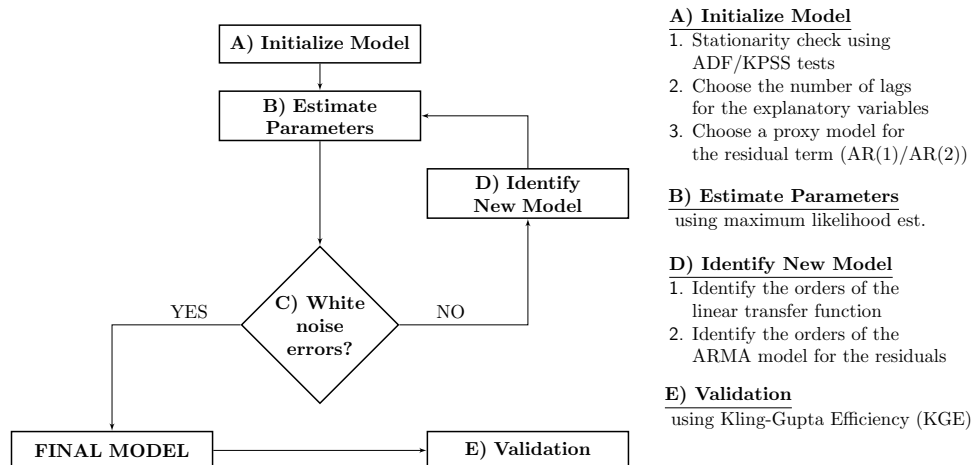 A) Initialize Model
B) Estimate
Parameters
D) Identify
New Model
C) White
noise
errors?
YES
NO
FINAL MODEL
E) Validation
A) Initialize Model
1. Stationarity check using
ADF/KPSS tests
2. Choose the number of lags
for the explanatory variables
3. Choose a proxy model for
the residual term (AR(1)/AR(2))
B) Estimate Parameters
using maximum likelihood est.
D) Identify New Model
1. Identify the orders of the
linear transfer function
2. Identify the orders of the
ARMA model for the residuals
E) Validation
using Kling-Gupta Efficiency (KGE)